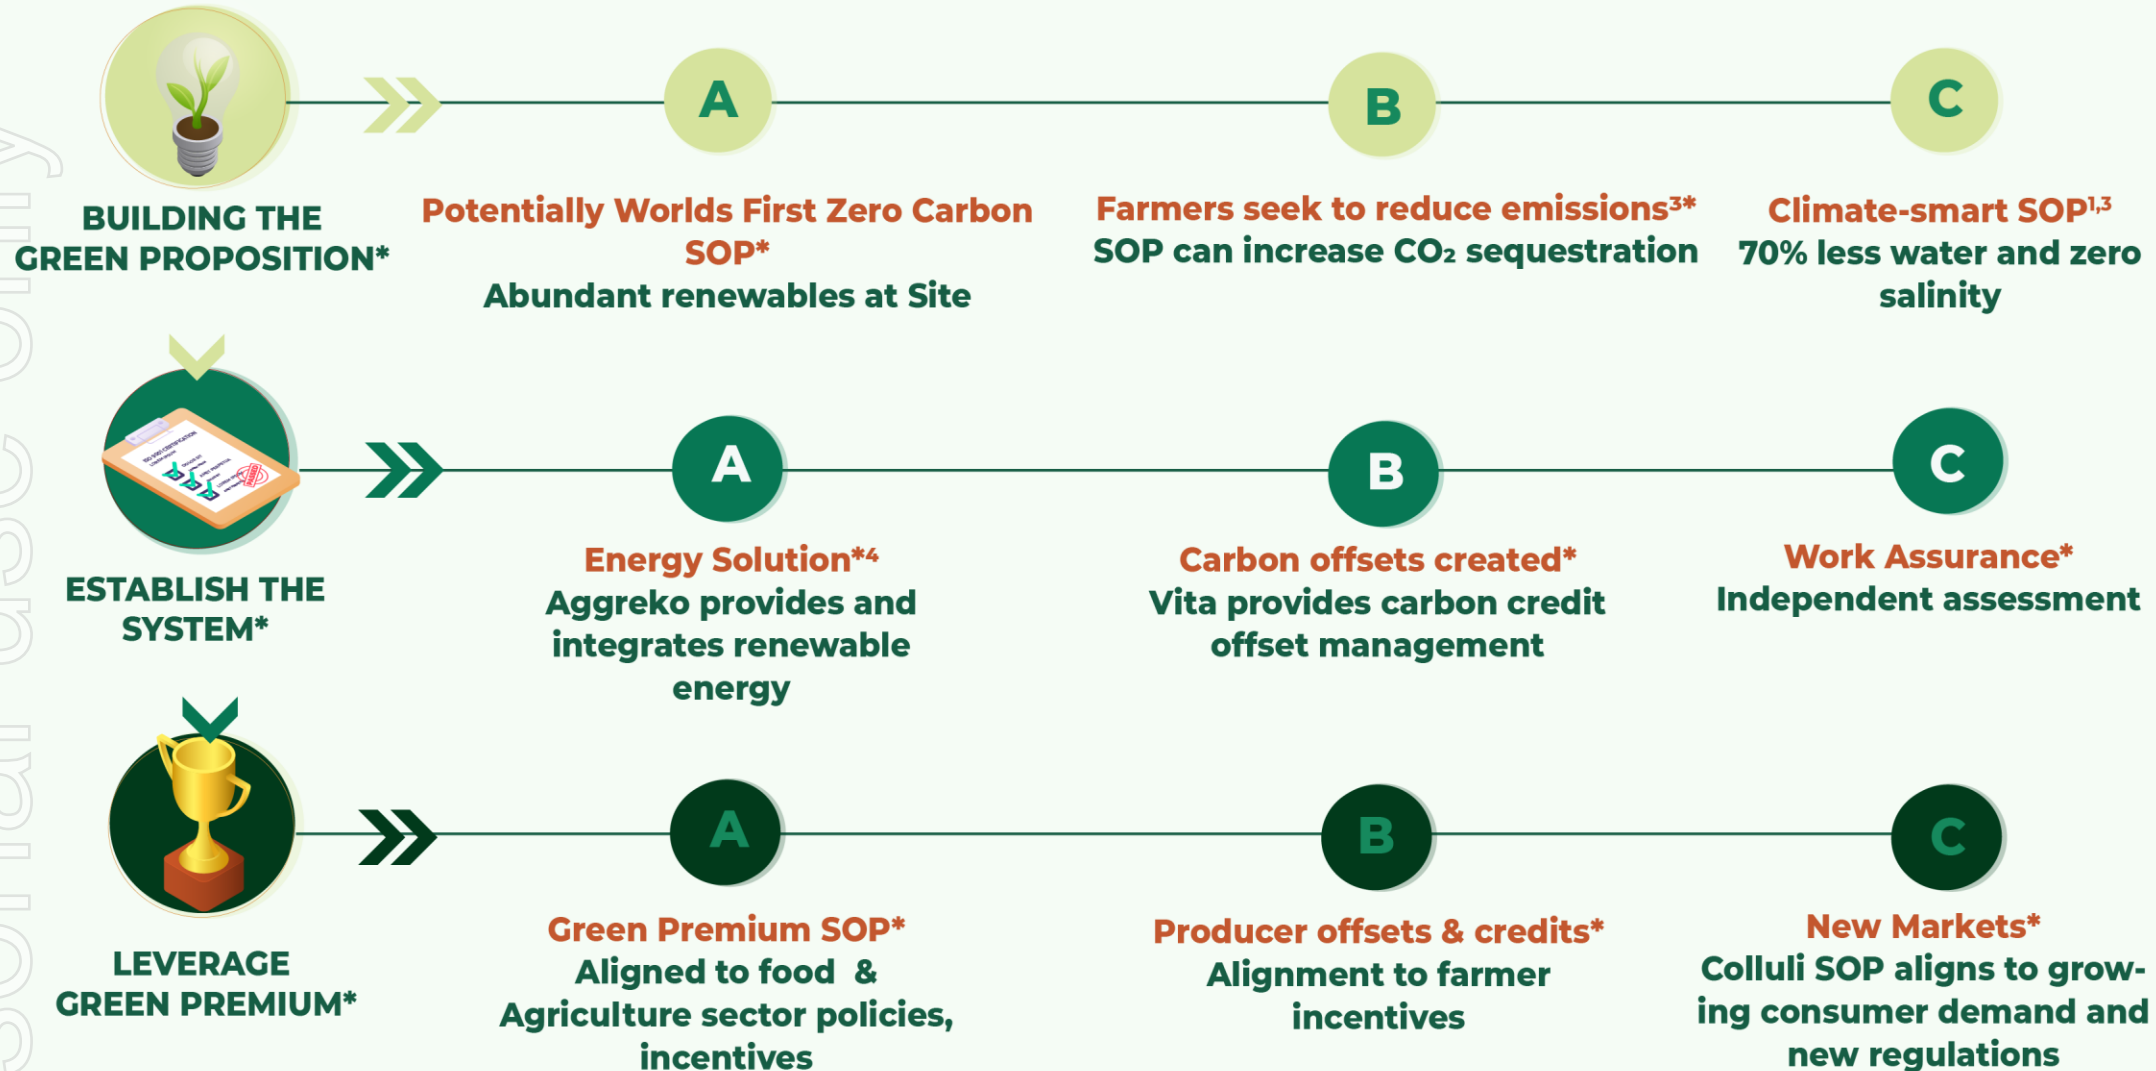 A
B
C
BUILDING THE
GREEN PROPOSITION*
Potentially Worlds First Zero Carbon
SOP*
Abundant renewables at Site
Farmers seek to reduce emissions³*
SOP can increase CO₂ sequestration
Climate-smart SOP¹,³
70% less water and zero
salinity
A
B
C
ESTABLISH THE
SYSTEM*
Energy Solution*⁴
Aggreko provides and
integrates renewable
energy
Carbon offsets created*
Vita provides carbon credit
offset management
Work Assurance*
Independent assessment
A
B
C
LEVERAGE
GREEN PREMIUM*
Green Premium SOP*
Aligned to food &
Agriculture sector policies,
incentives
Producer offsets & credits*
Alignment to farmer
incentives
New Markets*
Colluli SOP aligns to grow-
ing consumer demand and
new regulations